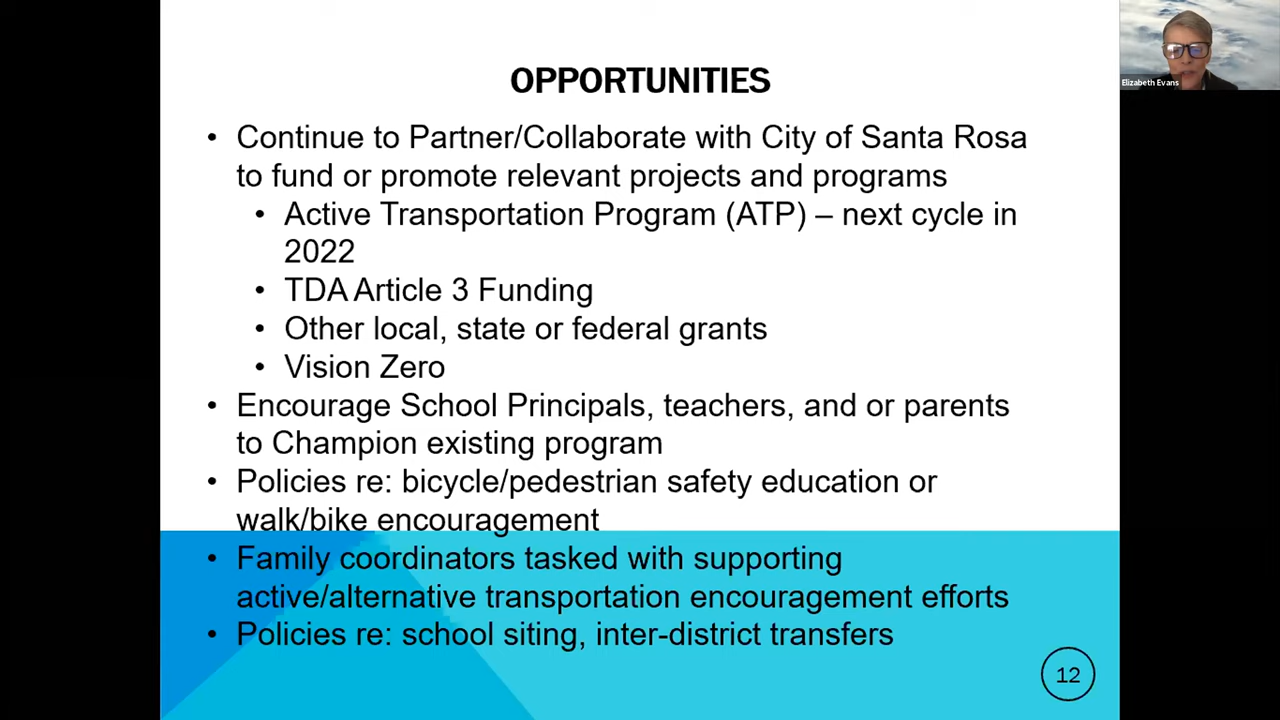 OPPORTUNITIES
• Continue to Partner/Collaborate with City of Santa Rosa
to fund or promote relevant projects and programs
• Active Transportation Program (ATP) – next cycle in
2022
• TDA Article 3 Funding
• Other local, state or federal grants
• Vision Zero
• Encourage School Principals, teachers, and or parents
to Champion existing program
• Policies re: bicycle/pedestrian safety education or
walk/bike encouragement
• Family coordinators tasked with supporting
active/alternative transportation encouragement efforts
• Policies re: school siting, inter-district transfers
12
Elizabeth Evans